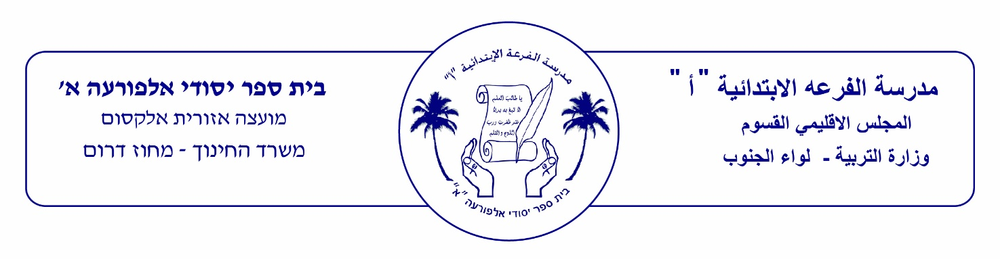 בית ספר יסודי אלפורעה א'
מועצה אזורית אלקסום
משרד החינוך - מחוז דרום
مدرسة الفرعة الإبتدائية "أ"
يا طالب العلم
لا تبغ به بدلا
فقد ظفرت ورب
اللوح والقلم
בית ספר יסודי אלפורעה "א"
مدرسة الفرعه الابتدائية " أ "
المجلس الاقليمي القسوم
وزارة التربية - لواء الجنوب